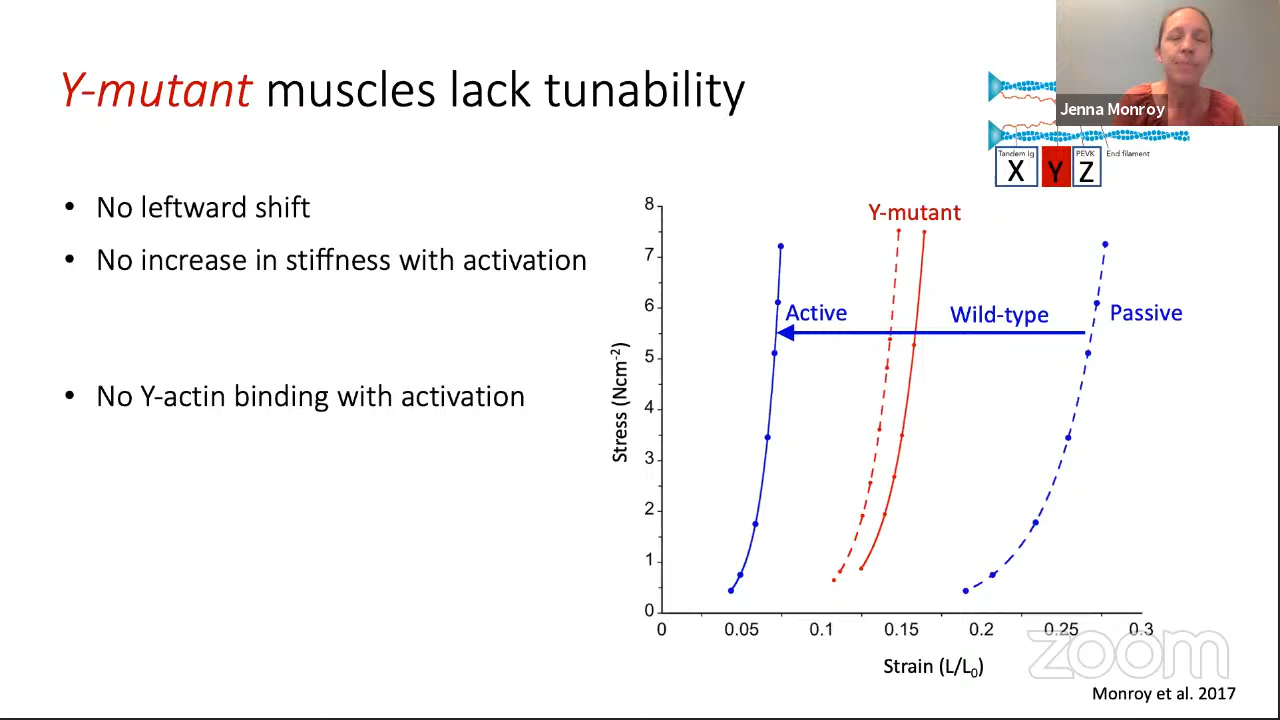 Y-mutant muscles lack tunability
Jenna Monroy
Tandem Ig
PEVK
End filament
X
Y
Z
• No leftward shift
• No increase in stiffness with activation
• No Y-actin binding with activation
Y-mutant
Active
Wild-type
Passive
Stress (Ncm-2)
8
7
6
5
4
3
2
1
0
0
0.05
0.1
0.15
0.2
0.25
0.3
Strain (L/L0)
zoom
Monroy et al. 2017